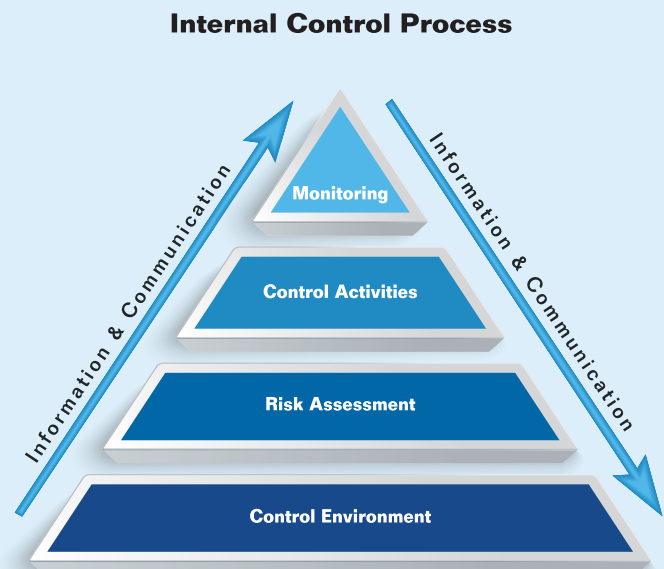 Internal Control Process
Information & Communication
Information & Communication
Monitoring
Control Activities
Risk Assessment
Control Environment